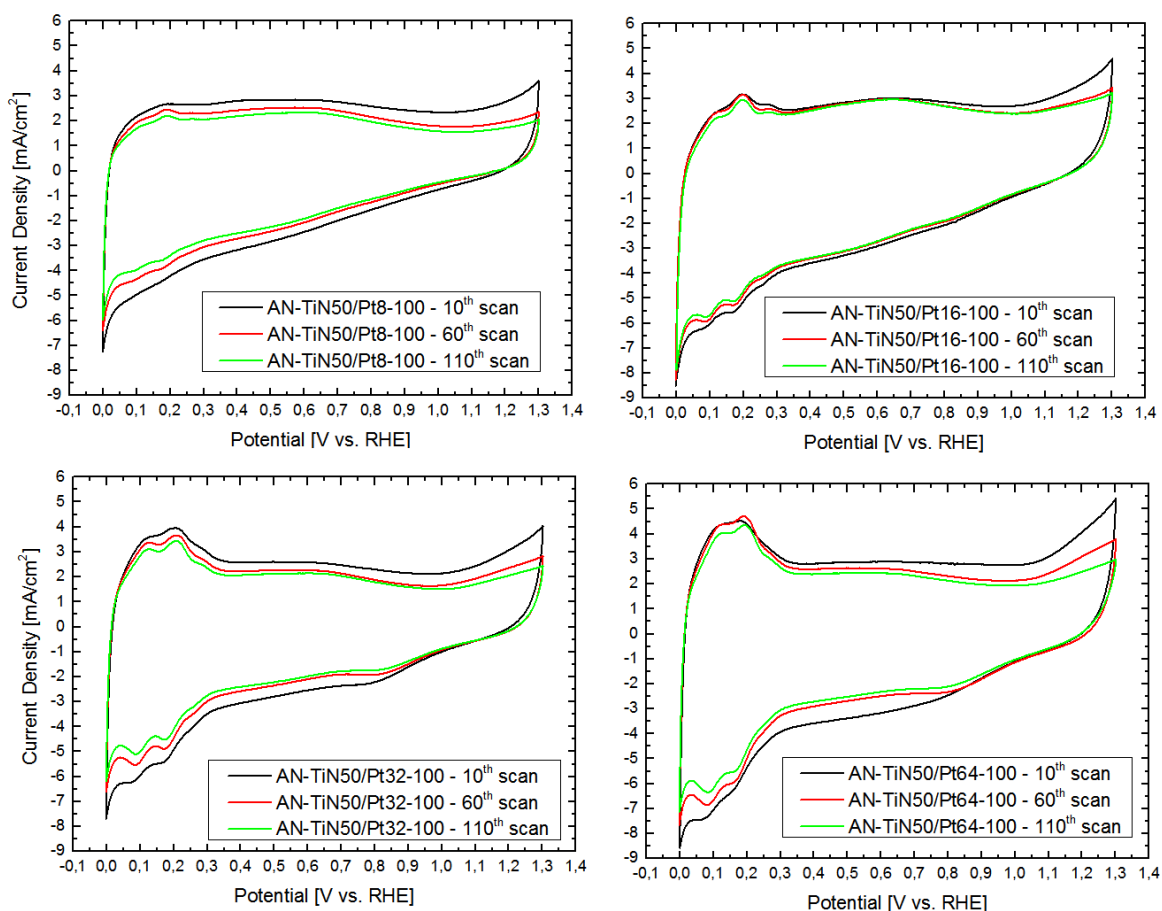 6
5
4
3
2
1
0
-1
-2
-3
-4
-5
-6
-7
-8
-9
Current Density [mA/cm²]
AN-TiN50/Pt8-100 - 10th scan
AN-TiN50/Pt8-100 - 60th scan
AN-TiN50/Pt8-100 - 110th scan
-0,1 0,0 0,1 0,2 0,3 0,4 0,5 0,6 0,7 0,8 0,9 1,0 1,1 1,2 1,3 1,4
Potential [V vs. RHE]
6
5
4
3
2
1
0
-1
-2
-3
-4
-5
-6
-7
-8
-9
AN-TiN50/Pt16-100 - 10th scan
AN-TiN50/Pt16-100 - 60th scan
AN-TiN50/Pt16-100 - 110th scan
-0,1 0,0 0,1 0,2 0,3 0,4 0,5 0,6 0,7 0,8 0,9 1,0 1,1 1,2 1,3 1,4
Potential [V vs. RHE]
6
5
4
3
2
1
0
-1
-2
-3
-4
-5
-6
-7
-8
-9
Current Density [mA/cm²]
AN-TiN50/Pt32-100 - 10th scan
AN-TiN50/Pt32-100 - 60th scan
AN-TiN50/Pt32-100 - 110th scan
-0,1 0,0 0,1 0,2 0,3 0,4 0,5 0,6 0,7 0,8 0,9 1,0 1,1 1,2 1,3 1,4
Potential [V vs. RHE]
6
5
4
3
2
1
0
-1
-2
-3
-4
-5
-6
-7
-8
-9
AN-TiN50/Pt64-100 - 10th scan
AN-TiN50/Pt64-100 - 60th scan
AN-TiN50/Pt64-100 - 110th scan
-0,1 0,0 0,1 0,2 0,3 0,4 0,5 0,6 0,7 0,8 0,9 1,0 1,1 1,2 1,3 1,4
Potential [V vs. RHE]